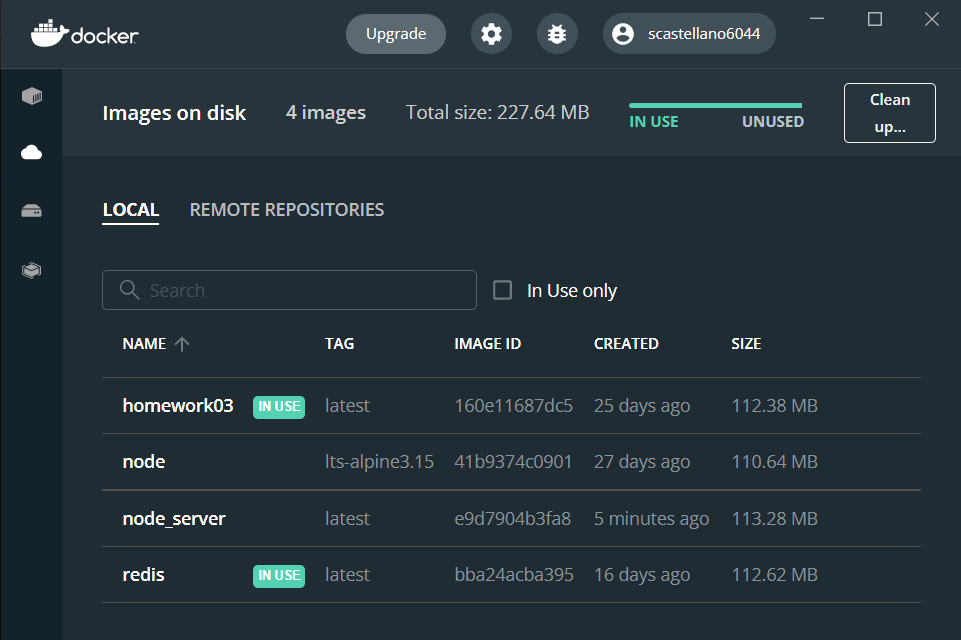 docker
Upgrade
scastellano6044
Images on disk
4 images
Total size: 227.64 MB
IN USE
UNUSED
Clean
up...
LOCAL
REMOTE REPOSITORIES
Search
In Use only
NAME TAG IMAGE ID CREATED SIZE
homework03 IN USE latest 160e11687dc5 25 days ago 112.38 MB
node lts-alpine3.15 41b9374c0901 27 days ago 110.64 MB
node_server latest e9d7904b3fa8 5 minutes ago 113.28 MB
redis IN USE latest bba24acba395 16 days ago 112.62 MB